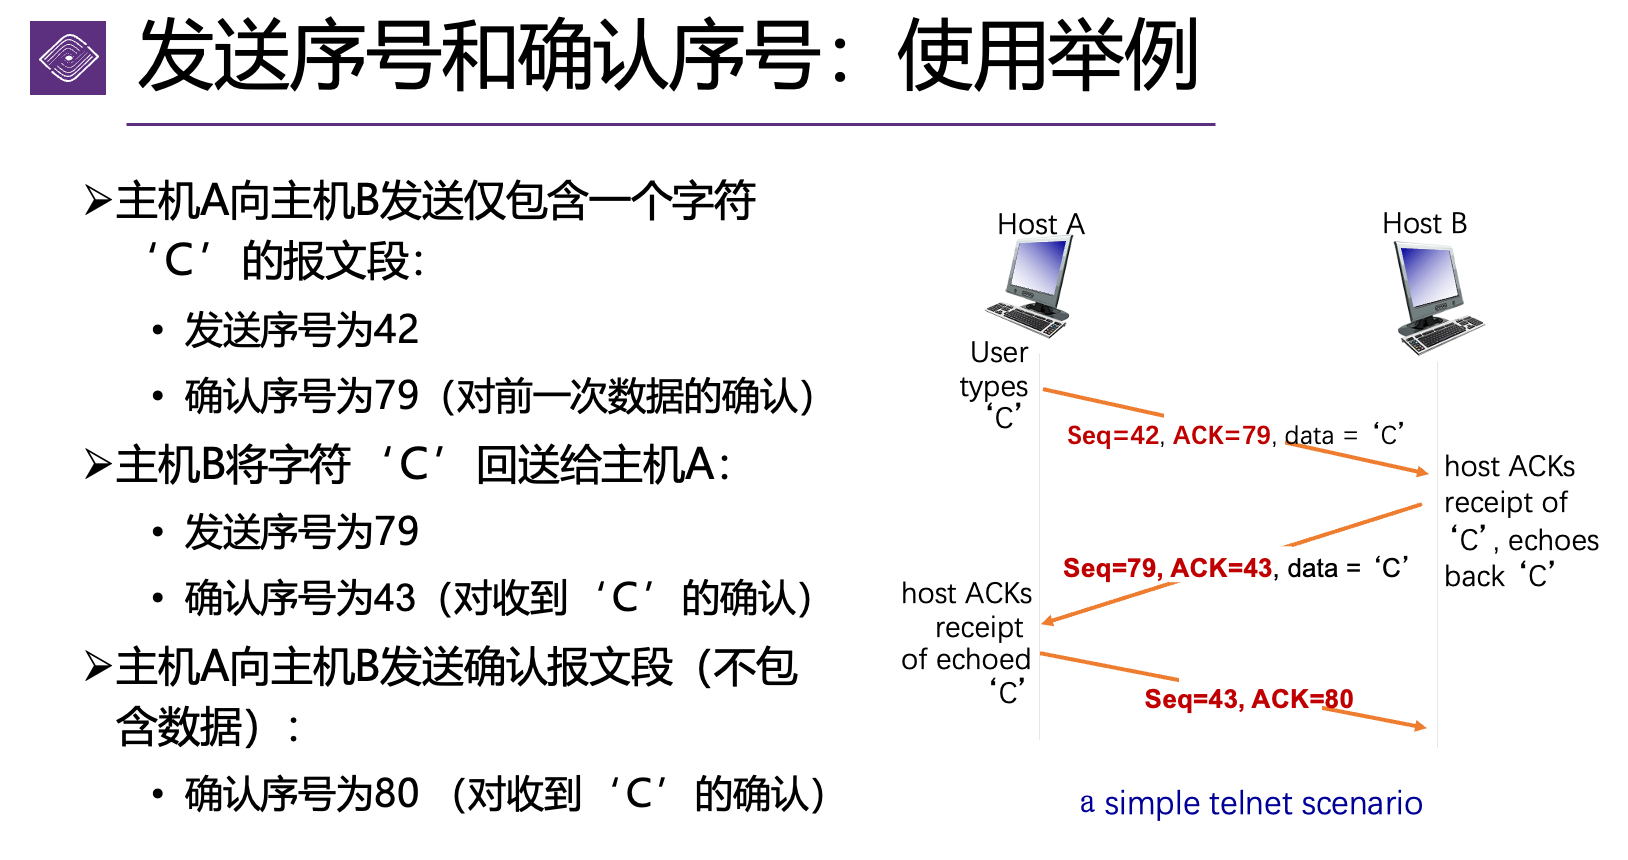 发送序号和确认序号：使用举例
➢主机A向主机B发送仅包含一个字符
‘C’的报文段：
• 发送序号为42
• 确认序号为79（对前一次数据的确认）
➢主机B将字符‘C’回送给主机A：
• 发送序号为79
• 确认序号为43（对收到‘C’的确认）
➢主机A向主机B发送确认报文段（不包
含数据）：
• 确认序号为80（对收到‘C’的确认）
Host A
Host B
User
types
‘C’
Seq=42, ACK=79, data = ‘C’
host ACKs
receipt of
‘C’, echoes
back ‘C’
Seq=79, ACK=43, data = ‘C’
host ACKs
receipt
of echoed
‘C’
Seq=43, ACK=80
a simple telnet scenario